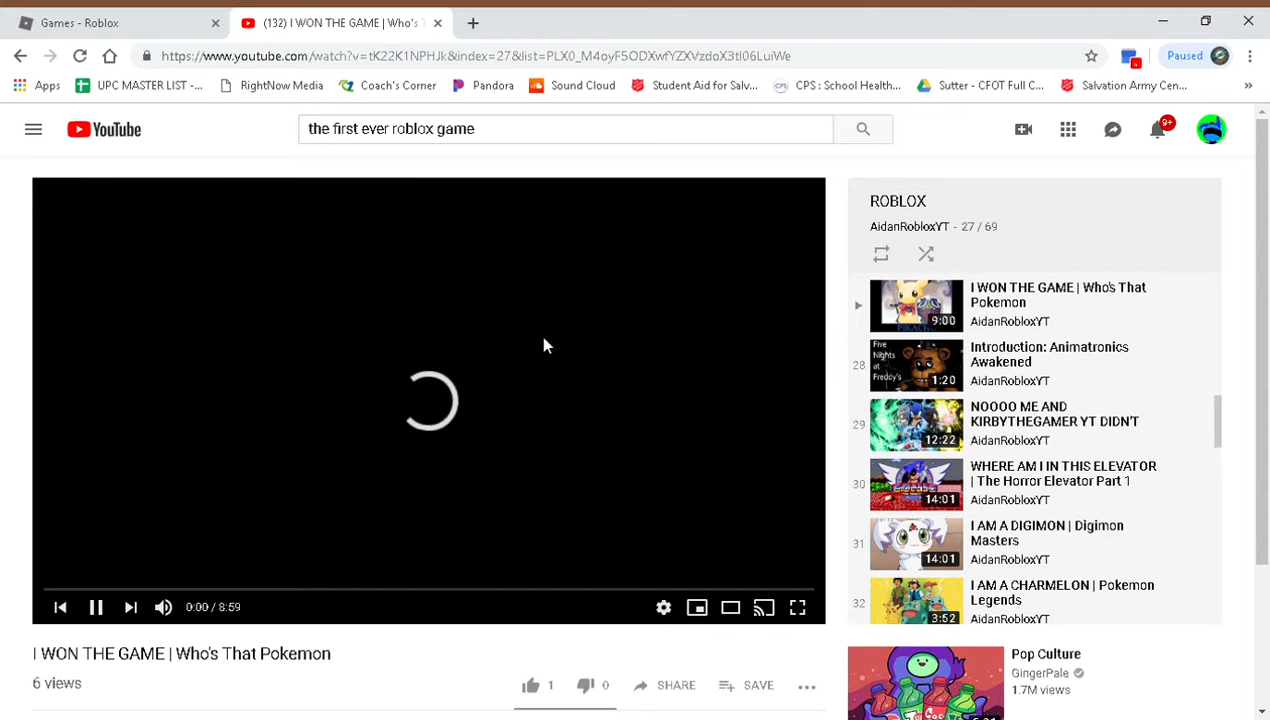 Games - Roblox
(132) I WON THE GAME | Who's T
Paused
https://www.youtube.com/watch?v=tK22K1NPHJk&index=27&list=PLX0_M4oyF5ODXwfYZXVzdoX3tI06LuiWe
Apps
UPC MASTER LIST -...
RightNow Media
Coach's Corner
Pandora
Sound Cloud
Student Aid for Salv...
CPS : School Health...
Sutter - CFOT Full C...
Salvation Army Cen...
YouTube
the first ever roblox game
9+
ROBLOX
AidanRobloxYT - 27 / 69
I WON THE GAME | Who's That
Pokemon
AidanRobloxYT
9:00
28
Five
Nights
at
Freddy's
1:20
Introduction: Animatronics
Awakened
AidanRobloxYT
29
12:22
NOOOO ME AND
KIRBYTHEGAMER YT DIDN'T
AidanRobloxYT
30
14:01
WHERE AM I IN THIS ELEVATOR
| The Horror Elevator Part 1
AidanRobloxYT
31
14:01
I AM A DIGIMON | Digimon
Masters
AidanRobloxYT
32
3:52
I AM A CHARMELON | Pokemon
Legends
AidanRobloxYT
0:00 / 8:59
I WON THE GAME | Who's That Pokemon
6 views
1
0
SHARE
SAVE
Pop Culture
GingerPale
1.7M views